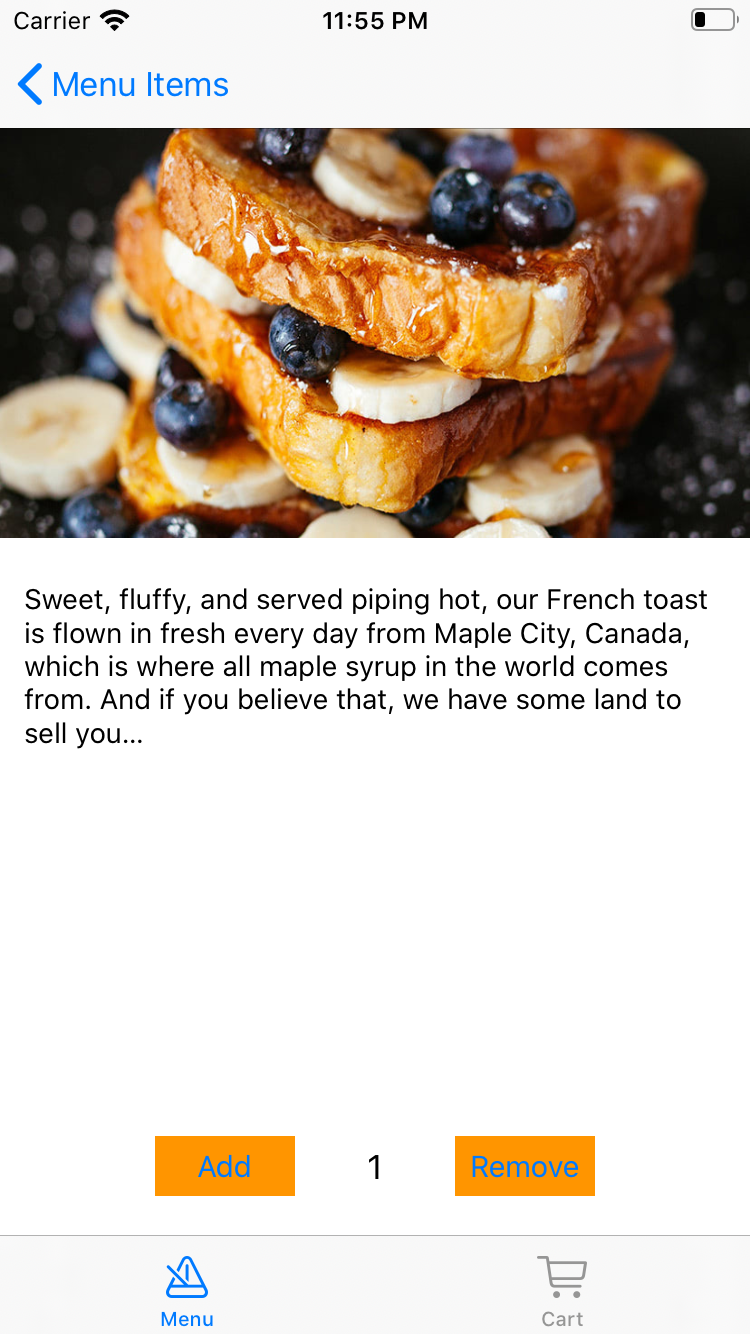 Carrier 11:55 PM
Menu Items
Sweet, fluffy, and served piping hot, our French toast
is flown in fresh every day from Maple City, Canada,
which is where all maple syrup in the world comes
from. And if you believe that, we have some land to
sell you...
Add 1 Remove
Menu Cart